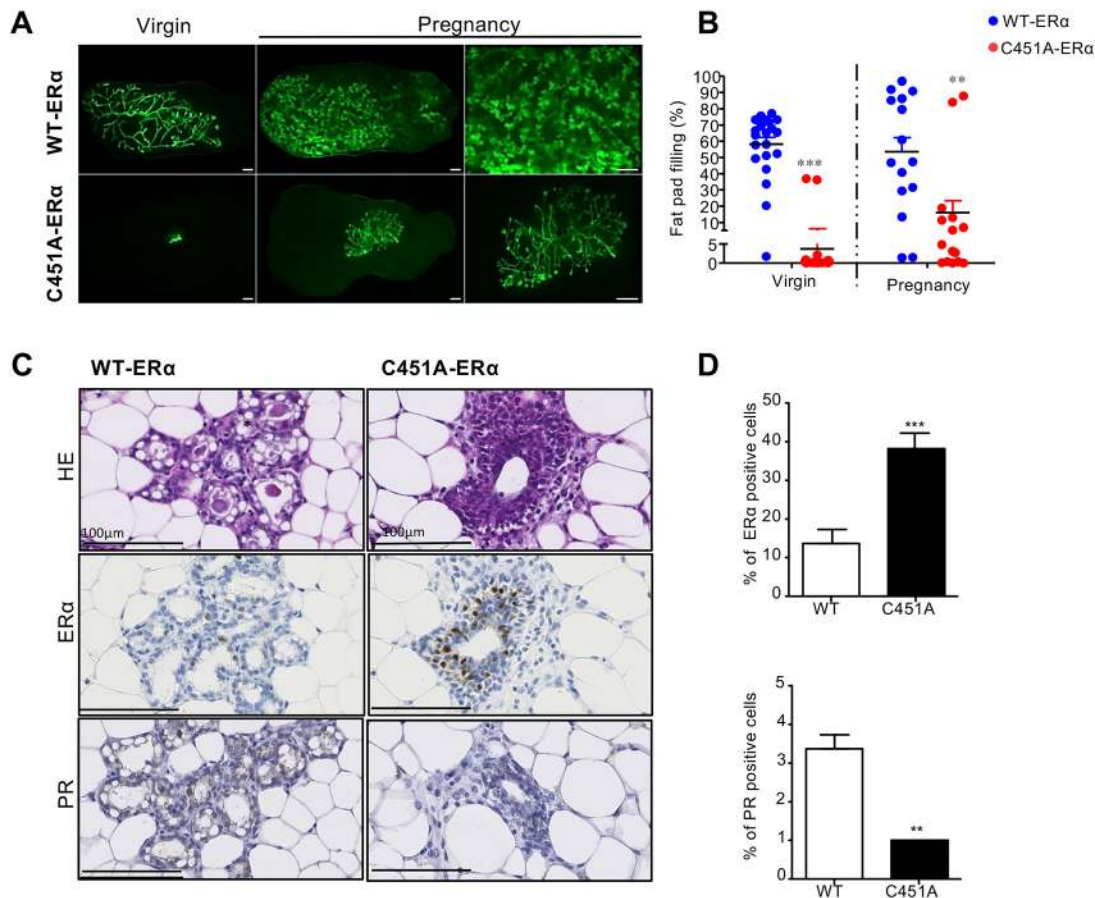 A
Virgin
Pregnancy
WT-ERα
C451A-ERα
B
WT-ERα
C451A-ERα
Fat pad filling (%)
100
90
80
70
60
50
40
30
20
10
5
0
***
**
Virgin
Pregnancy
C
WT-ERα
C451A-ERα
HE
*
100µm
100µm
ERα
PR
D
% of ERα positive cells
50
40
30
20
10
0
***
WT
C451A
% of PR positive cells
5
4
3
2
1
0
**
WT
C451A